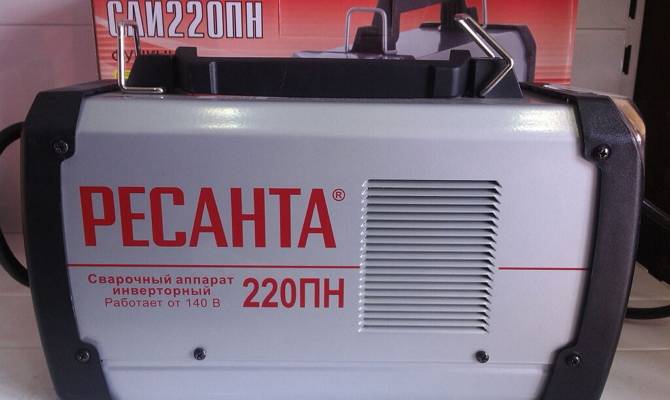 САИ220ПН
РЕСАНТА®
Сварочный аппарат
инверторный
Работает от 140 В
220ПН